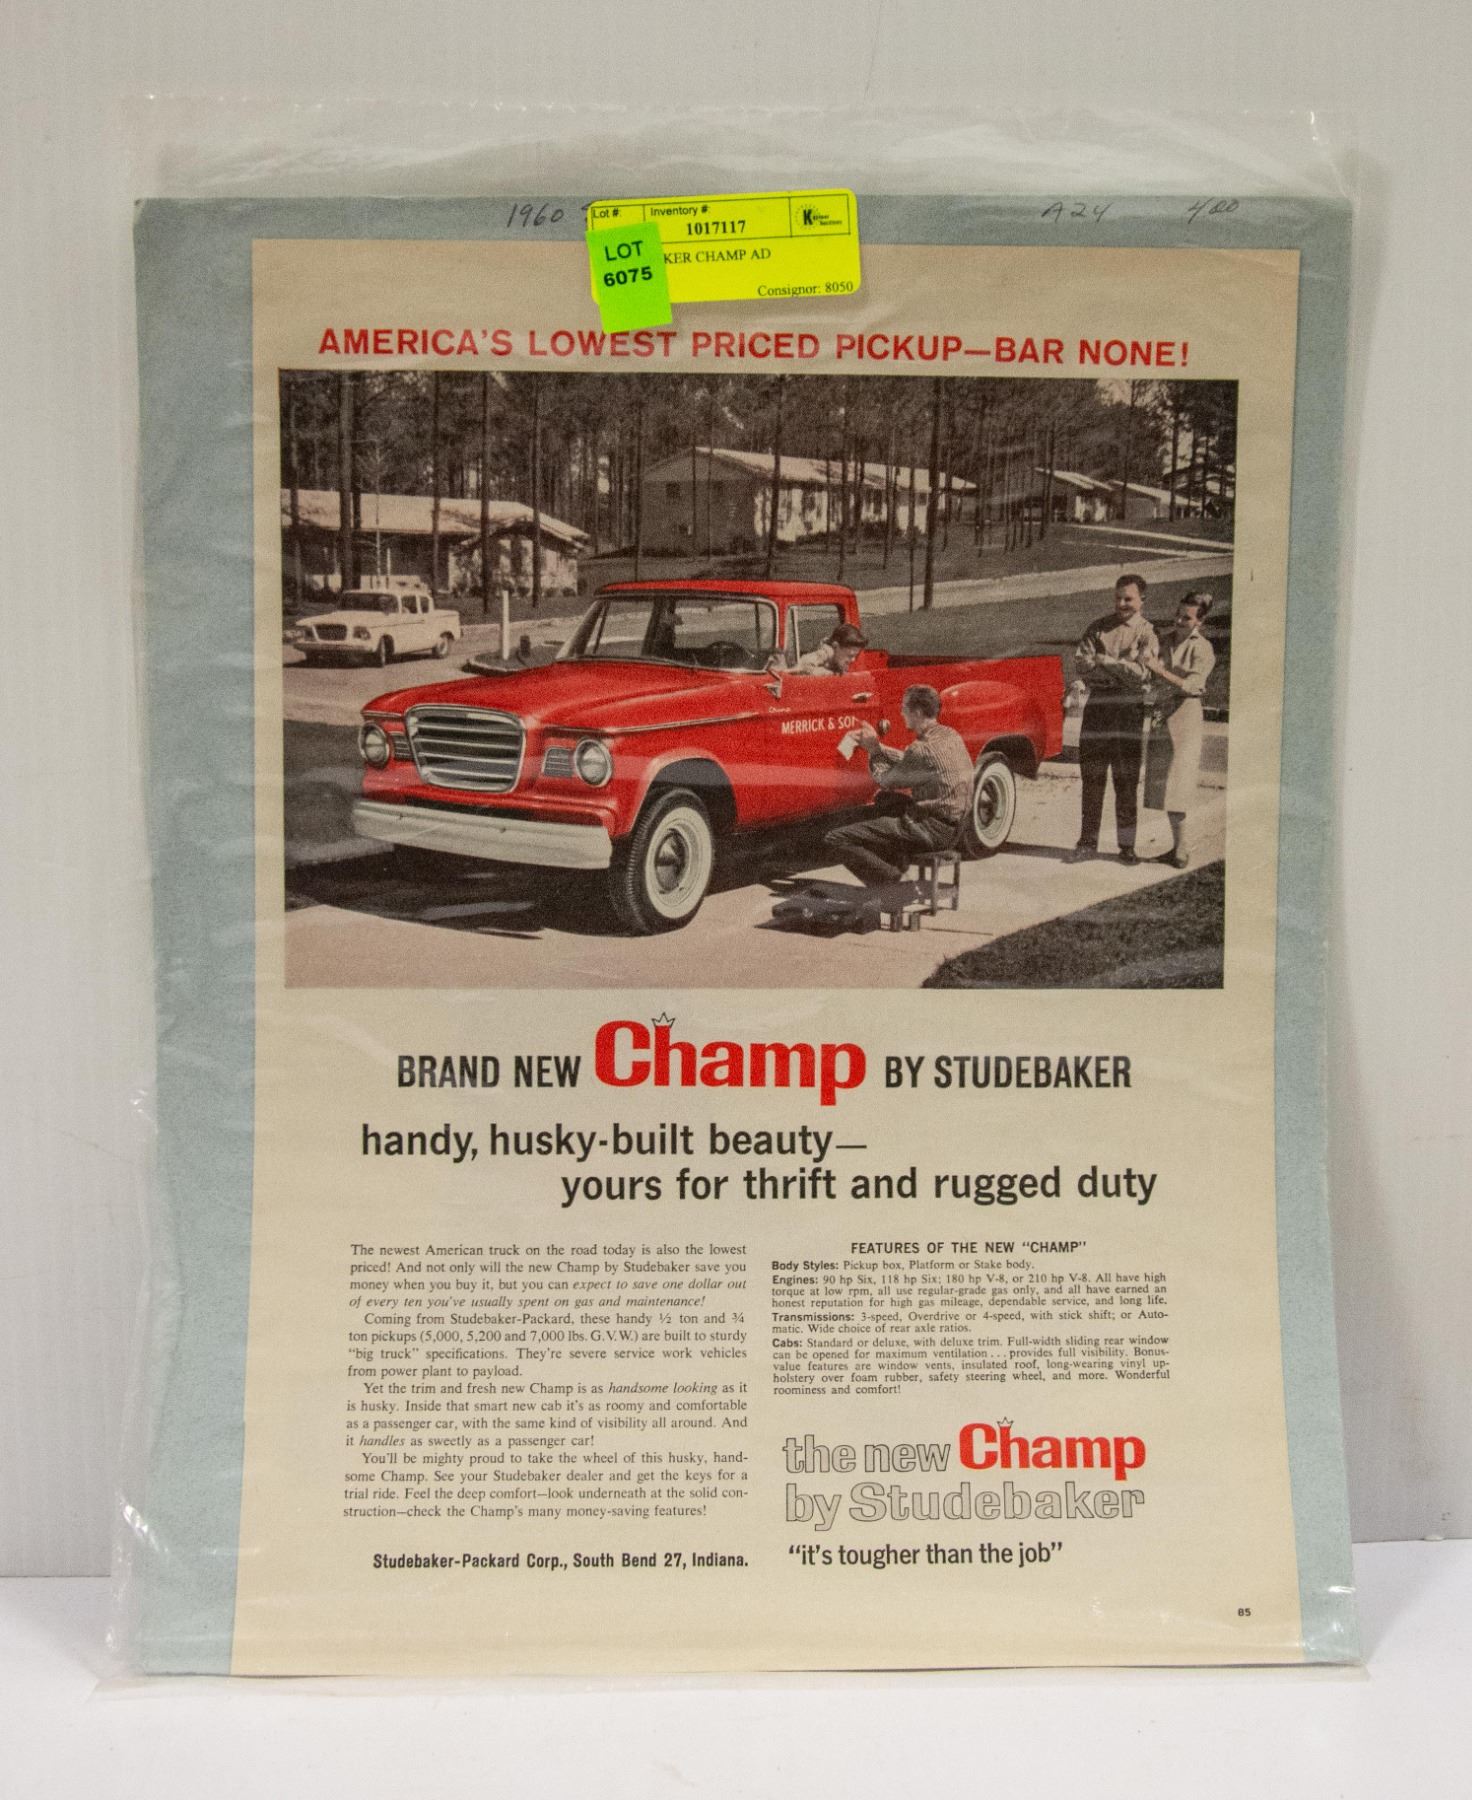 1960
A24 400
Lot #: Inventory #:
1017117
LOT
6075
KER CHAMP AD
Consignor: 8050
AMERICA'S LOWEST PRICED PICKUP—BAR NONE!
Champ
MERRICK & SON
BRAND NEW Champ BY STUDEBAKER
handy, husky-built beauty—
yours for thrift and rugged duty
The newest American truck on the road today is also the lowest
priced! And not only will the new Champ by Studebaker save you
money when you buy it, but you can expect to save one dollar out
of every ten you've usually spent on gas and maintenance!
Coming from Studebaker-Packard, these handy ½ ton and ¾
ton pickups (5,000, 5,200 and 7,000 lbs. G.V.W.) are built to sturdy
"big truck" specifications. They're severe service work vehicles
from power plant to payload.
Yet the trim and fresh new Champ is as handsome looking as it
is husky. Inside that smart new cab it's as roomy and comfortable
as a passenger car, with the same kind of visibility all around. And
it handles as sweetly as a passenger car!
You'll be mighty proud to take the wheel of this husky, hand-
some Champ. See your Studebaker dealer and get the keys for a
trial ride. Feel the deep comfort—look underneath at the solid con-
struction—check the Champ's many money-saving features!
Studebaker-Packard Corp., South Bend 27, Indiana.
FEATURES OF THE NEW "CHAMP"
Body Styles: Pickup box, Platform or Stake body.
Engines: 90 hp Six, 118 hp Six; 180 hp V-8, or 210 hp V-8. All have high
torque at low rpm, all use regular-grade gas only, and all have earned an
honest reputation for high gas mileage, dependable service, and long life.
Transmissions: 3-speed, Overdrive or 4-speed, with stick shift; or Auto-
matic. Wide choice of rear axle ratios.
Cabs: Standard or deluxe, with deluxe trim. Full-width sliding rear window
can be opened for maximum ventilation . . . provides full visibility. Bonus-
value features are window vents, insulated roof, long-wearing vinyl up-
holstery over foam rubber, safety steering wheel, and more. Wonderful
roominess and comfort!
the new Champ
by Studebaker
"it's tougher than the job"
85